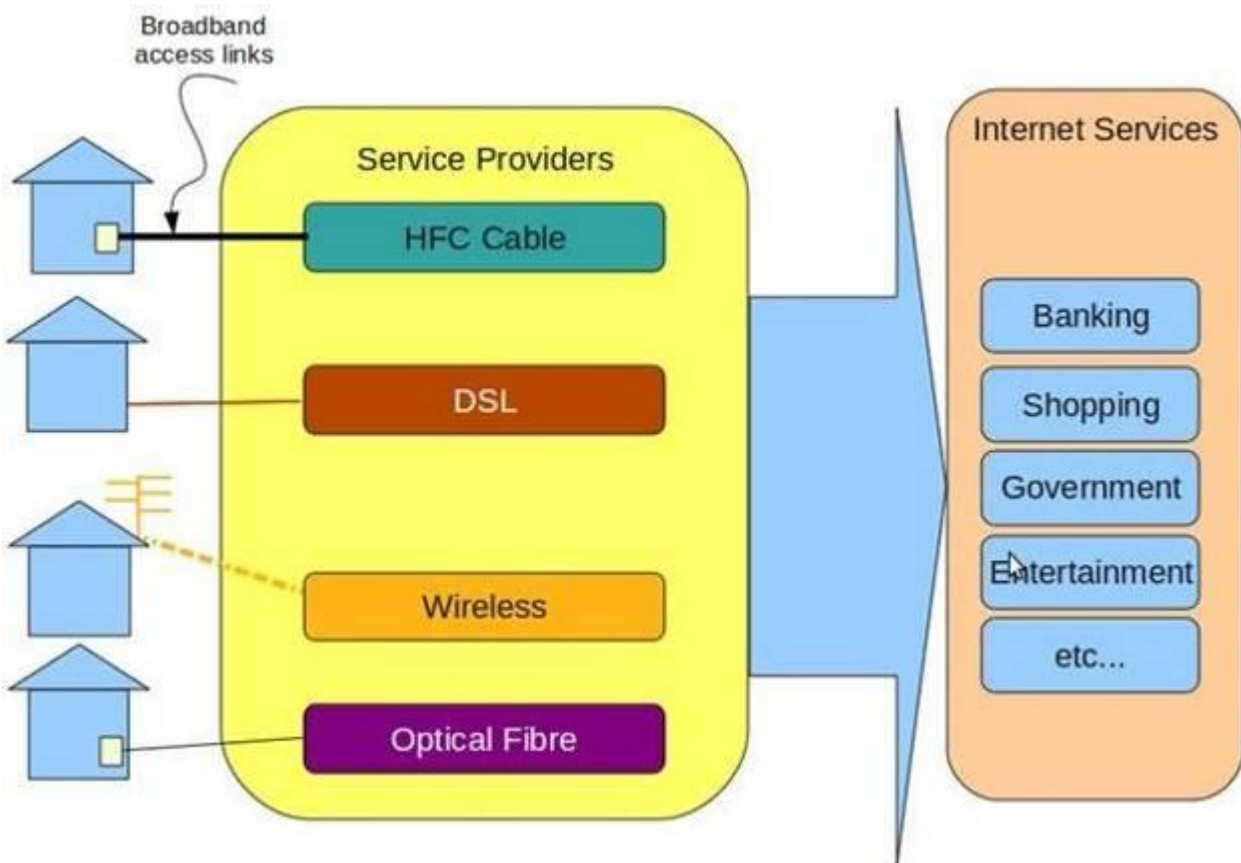 Broadband
access links
Service Providers
HFC Cable
DSL
Wireless
Optical Fibre
Internet Services
Banking
Shopping
Government
Entertainment
etc...